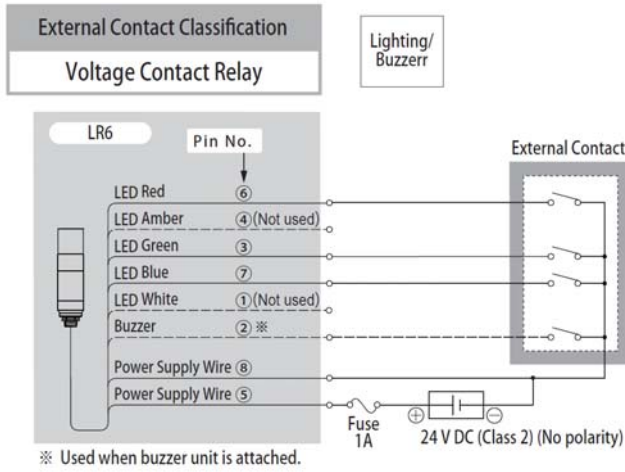 External Contact Classification
Voltage Contact Relay
Lighting/
Buzzerr
LR6
Pin No.
External Contact
LED Red ⑥
LED Amber ④(Not used)
LED Green ③
LED Blue ⑦
LED White ①(Not used)
Buzzer ② ※
Power Supply Wire ⑧
Power Supply Wire ⑤
Fuse
1A
⊕ ⊖
24 V DC (Class 2) (No polarity)
※ Used when buzzer unit is attached.